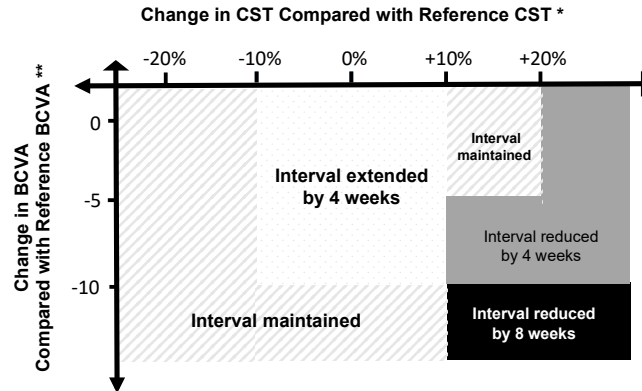 Change in CST Compared with Reference CST *
-20% -10% 0% +10% +20%
Change in BCVA
Compared with Reference BCVA **
0
-5
-10
Interval
maintained
Interval extended
by 4 weeks
Interval reduced
by 4 weeks
Interval maintained
Interval reduced
by 8 weeks